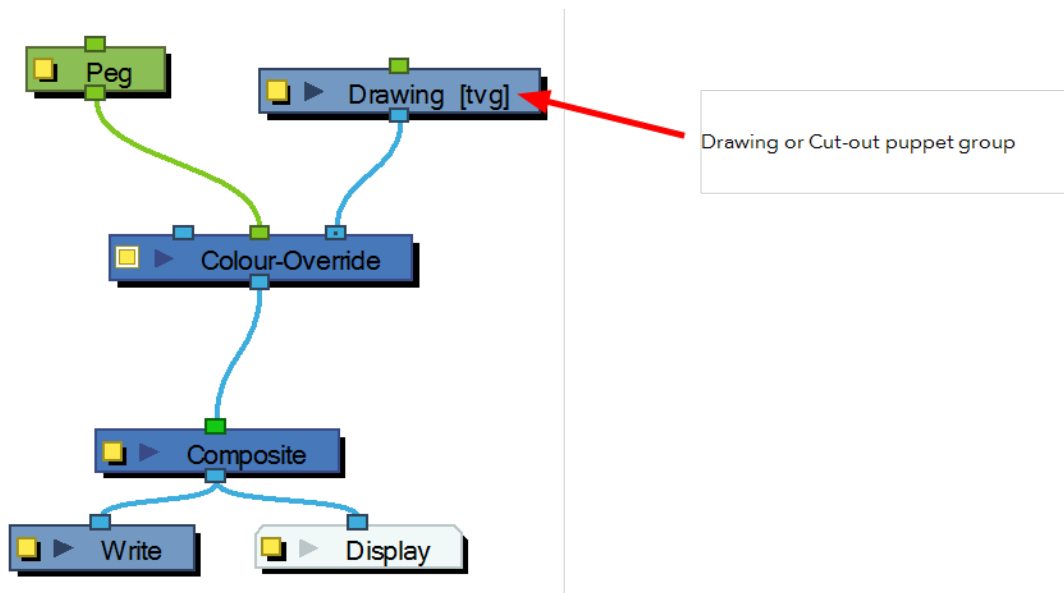 Peg
Drawing [tvg]
Drawing or Cut-out puppet group
Colour-Override
Composite
Write
Display